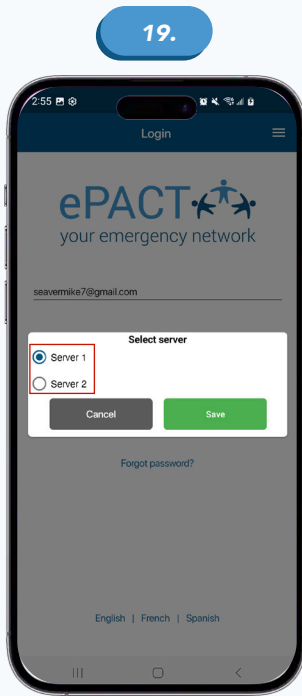 19.
2:55
Login
ePACT
your emergency network
seavermike7@gmail.com
Select server
Server 1
Server 2
Cancel
Save
Forgot password?
English | French | Spanish